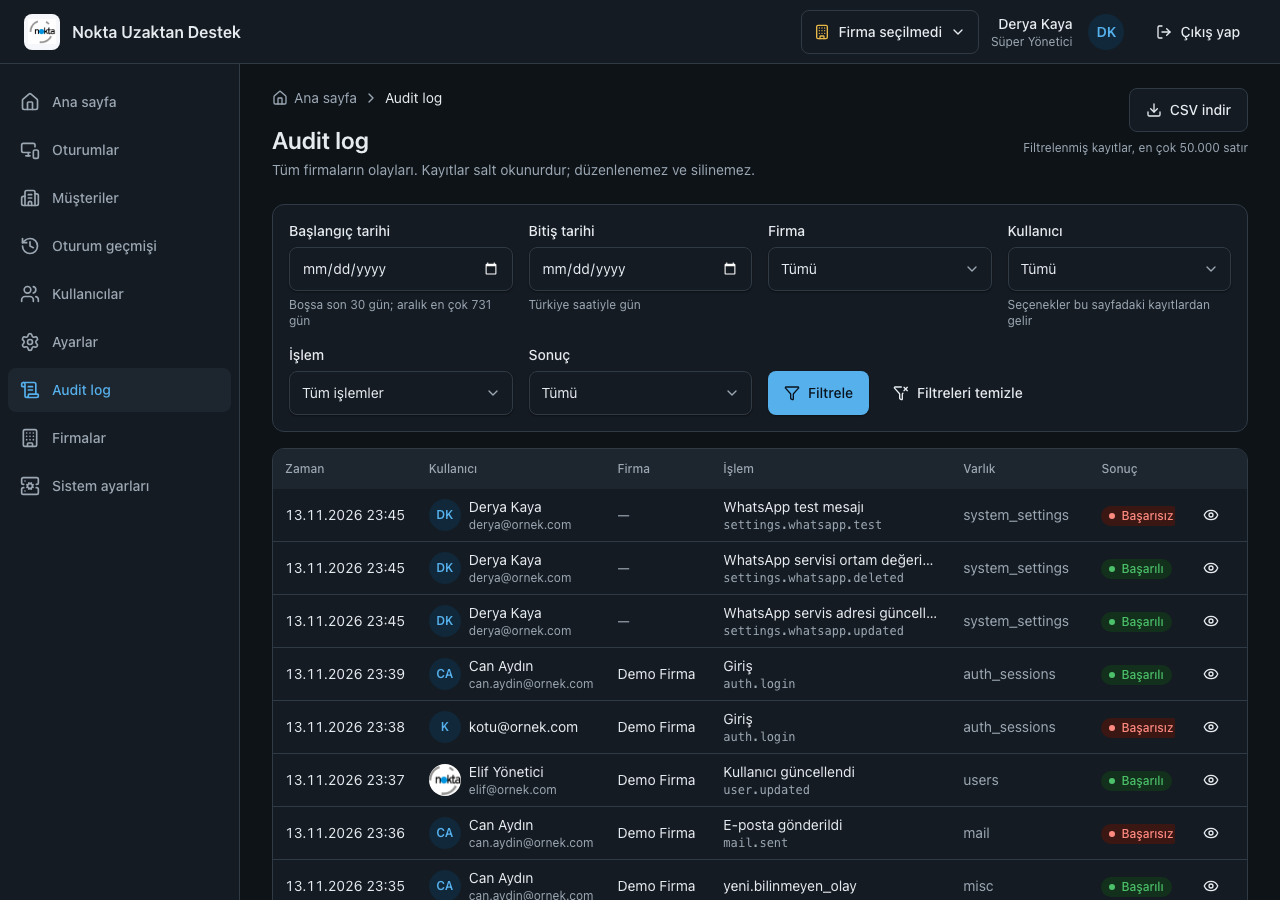 nokta
Nokta Uzaktan Destek
Firma seçilmedi
Derya Kaya
Süper Yönetici
DK
Çıkış yap
Ana sayfa
Oturumlar
Müşteriler
Oturum geçmişi
Kullanıcılar
Ayarlar
Audit log
Firmalar
Sistem ayarları
Ana sayfa > Audit log
CSV indir
Filtrelenmiş kayıtlar, en çok 50.000 satır
Audit log
Tüm firmaların olayları. Kayıtlar salt okunurdur; düzenlenemez ve silinemez.
Başlangıç tarihi Bitiş tarihi Firma Kullanıcı
mm/dd/yyyy mm/dd/yyyy Tümü Tümü
Boşsa son 30 gün; aralık en çok 731
gün
Türkiye saatiyle gün
Seçenekler bu sayfadaki kayıtlardan
gelir
İşlem Sonuç
Tüm işlemler Tümü Filtrele Filtreleri temizle
Zaman Kullanıcı Firma İşlem Varlık Sonuç
13.11.2026 23:45 DK Derya Kaya — WhatsApp test mesajı system_settings Başarısız
derya@ornek.com settings.whatsapp.test
13.11.2026 23:45 DK Derya Kaya — WhatsApp servisi ortam değeri... system_settings Başarılı
derya@ornek.com settings.whatsapp.deleted
13.11.2026 23:45 DK Derya Kaya — WhatsApp servis adresi güncell... system_settings Başarılı
derya@ornek.com settings.whatsapp.updated
13.11.2026 23:39 CA Can Aydın Demo Firma Giriş auth_sessions Başarılı
can.aydin@ornek.com auth.login
13.11.2026 23:38 K kotu@ornek.com Demo Firma Giriş auth_sessions Başarısız
auth.login
13.11.2026 23:37 nokta Elif Yönetici Demo Firma Kullanıcı güncellendi users Başarılı
elif@ornek.com user.updated
13.11.2026 23:36 CA Can Aydın Demo Firma E-posta gönderildi mail Başarısız
can.aydin@ornek.com mail.sent
13.11.2026 23:35 CA Can Aydın Demo Firma yeni.bilinmeyen_olay misc Başarılı
can.aydin@ornek.com